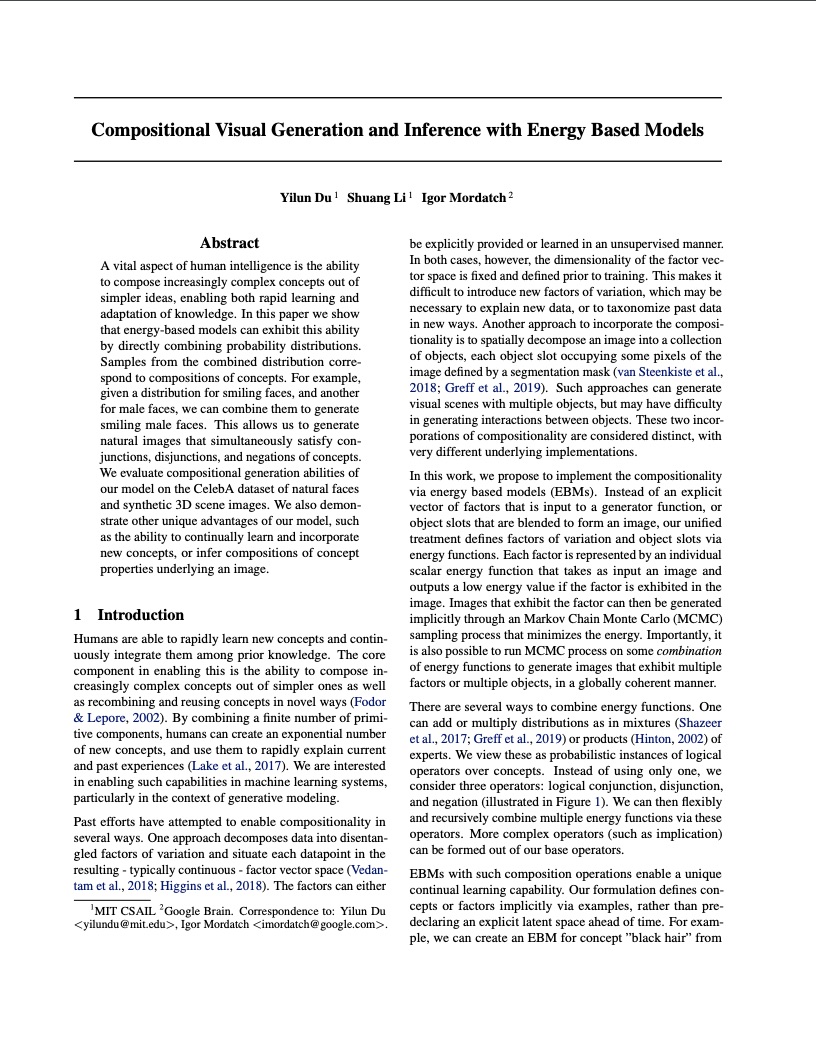 Compositional Visual Generation and Inference with Energy Based Models
Yilun Du 1 Shuang Li 1 Igor Mordatch 2
Abstract
A vital aspect of human intelligence is the ability
to compose increasingly complex concepts out of
simpler ideas, enabling both rapid learning and
adaptation of knowledge. In this paper we show
that energy-based models can exhibit this ability
by directly combining probability distributions.
Samples from the combined distribution corre-
spond to compositions of concepts. For example,
given a distribution for smiling faces, and another
for male faces, we can combine them to generate
smiling male faces. This allows us to generate
natural images that simultaneously satisfy con-
junctions, disjunctions, and negations of concepts.
We evaluate compositional generation abilities of
our model on the CelebA dataset of natural faces
and synthetic 3D scene images. We also demon-
strate other unique advantages of our model, such
as the ability to continually learn and incorporate
new concepts, or infer compositions of concept
properties underlying an image.
1 Introduction
Humans are able to rapidly learn new concepts and contin-
uously integrate them among prior knowledge. The core
component in enabling this is the ability to compose in-
creasingly complex concepts out of simpler ones as well
as recombining and reusing concepts in novel ways (Fodor
& Lepore, 2002). By combining a finite number of primi-
tive components, humans can create an exponential number
of new concepts, and use them to rapidly explain current
and past experiences (Lake et al., 2017). We are interested
in enabling such capabilities in machine learning systems,
particularly in the context of generative modeling.
Past efforts have attempted to enable compositionality in
several ways. One approach decomposes data into disentan-
gled factors of variation and situate each datapoint in the
resulting - typically continuous - factor vector space (Vedan-
tam et al., 2018; Higgins et al., 2018). The factors can either
1MIT CSAIL 2Google Brain. Correspondence to: Yilun Du
<yilundu@mit.edu>, Igor Mordatch <imordatch@google.com>.
be explicitly provided or learned in an unsupervised manner.
In both cases, however, the dimensionality of the factor vec-
tor space is fixed and defined prior to training. This makes it
difficult to introduce new factors of variation, which may be
necessary to explain new data, or to taxonomize past data
in new ways. Another approach to incorporate the composi-
tionality is to spatially decompose an image into a collection
of objects, each object slot occupying some pixels of the
image defined by a segmentation mask (van Steenkiste et al.,
2018; Greff et al., 2019). Such approaches can generate
visual scenes with multiple objects, but may have difficulty
in generating interactions between objects. These two incor-
porations of compositionality are considered distinct, with
very different underlying implementations.
In this work, we propose to implement the compositionality
via energy based models (EBMs). Instead of an explicit
vector of factors that is input to a generator function, or
object slots that are blended to form an image, our unified
treatment defines factors of variation and object slots via
energy functions. Each factor is represented by an individual
scalar energy function that takes as input an image and
outputs a low energy value if the factor is exhibited in the
image. Images that exhibit the factor can then be generated
implicitly through an Markov Chain Monte Carlo (MCMC)
sampling process that minimizes the energy. Importantly, it
is also possible to run MCMC process on some combination
of energy functions to generate images that exhibit multiple
factors or multiple objects, in a globally coherent manner.
There are several ways to combine energy functions. One
can add or multiply distributions as in mixtures (Shazeer
et al., 2017; Greff et al., 2019) or products (Hinton, 2002) of
experts. We view these as probabilistic instances of logical
operators over concepts. Instead of using only one, we
consider three operators: logical conjunction, disjunction,
and negation (illustrated in Figure 1). We can then flexibly
and recursively combine multiple energy functions via these
operators. More complex operators (such as implication)
can be formed out of our base operators.
EBMs with such composition operations enable a unique
continual learning capability. Our formulation defines con-
cepts or factors implicitly via examples, rather than pre-
declaring an explicit latent space ahead of time. For exam-
ple, we can create an EBM for concept ”black hair” from